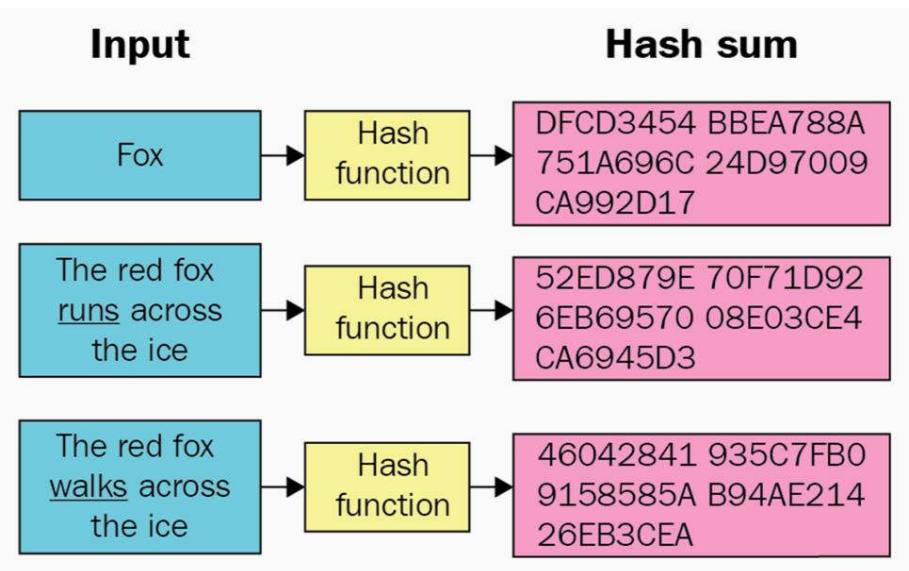 Input
Hash sum
Fox
Hash
function
DFCD3454 BBEA788A
751A696C 24D97009
CA992D17
The red fox
runs across
the ice
Hash
function
52ED879E 70F71D92
6EB69570 08E03CE4
CA6945D3
The red fox
walks across
the ice
Hash
function
46042841 935C7FB0
9158585A B94AE214
26EB3CEA